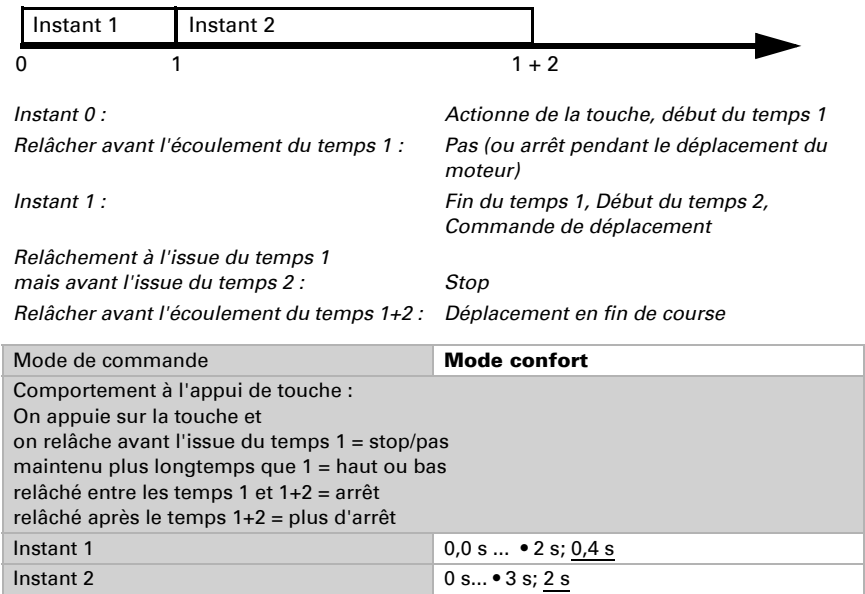 Instant 1 Instant 2
0 1 1 + 2
Instant 0 : Actionne de la touche, début du temps 1
Relâcher avant l'écoulement du temps 1 : Pas (ou arrêt pendant le déplacement du
moteur)
Instant 1 : Fin du temps 1, Début du temps 2,
Commande de déplacement
Relâchement à l'issue du temps 1
mais avant l'issue du temps 2 : Stop
Relâcher avant l'écoulement du temps 1+2 : Déplacement en fin de course
Mode de commande Mode confort
Comportement à l'appui de touche :
On appuie sur la touche et
on relâche avant l'issue du temps 1 = stop/pas
maintenu plus longtemps que 1 = haut ou bas
relâché entre les temps 1 et 1+2 = arrêt
relâché après le temps 1+2 = plus d'arrêt
Instant 1 0,0 s ... • 2 s; 0,4 s
Instant 2 0 s... • 3 s; 2 s